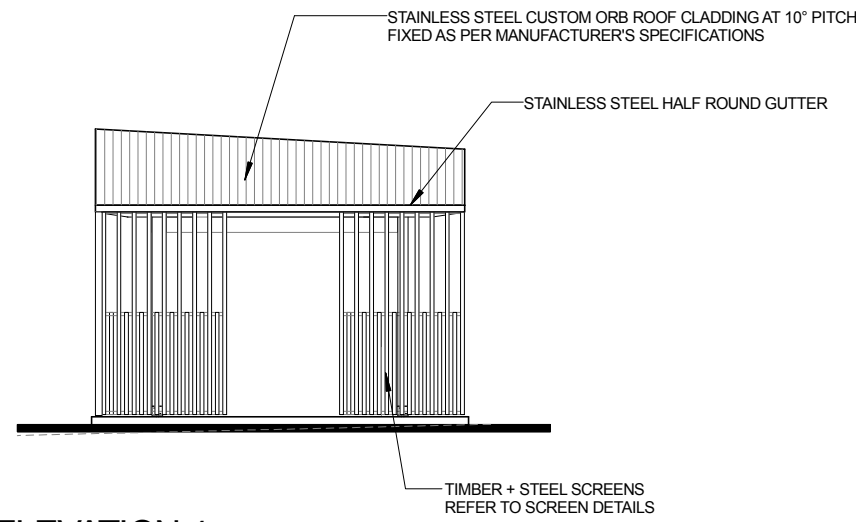 STAINLESS STEEL CUSTOM ORB ROOF CLADDING AT 10° PITCH
FIXED AS PER MANUFACTURER'S SPECIFICATIONS
STAINLESS STEEL HALF ROUND GUTTER
TIMBER + STEEL SCREENS
REFER TO SCREEN DETAILS
ELEVATION